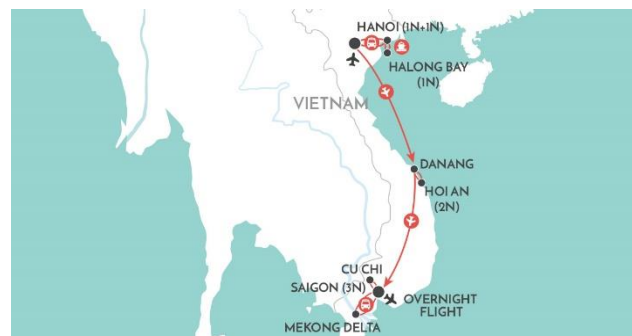 HANOI (1N+1N)
HALONG BAY
(1N)
VIETNAM
DANANG
HOI AN
(2N)
CU CHI
SAIGON (3N)
OVERNIGHT
FLIGHT
MEKONG DELTA